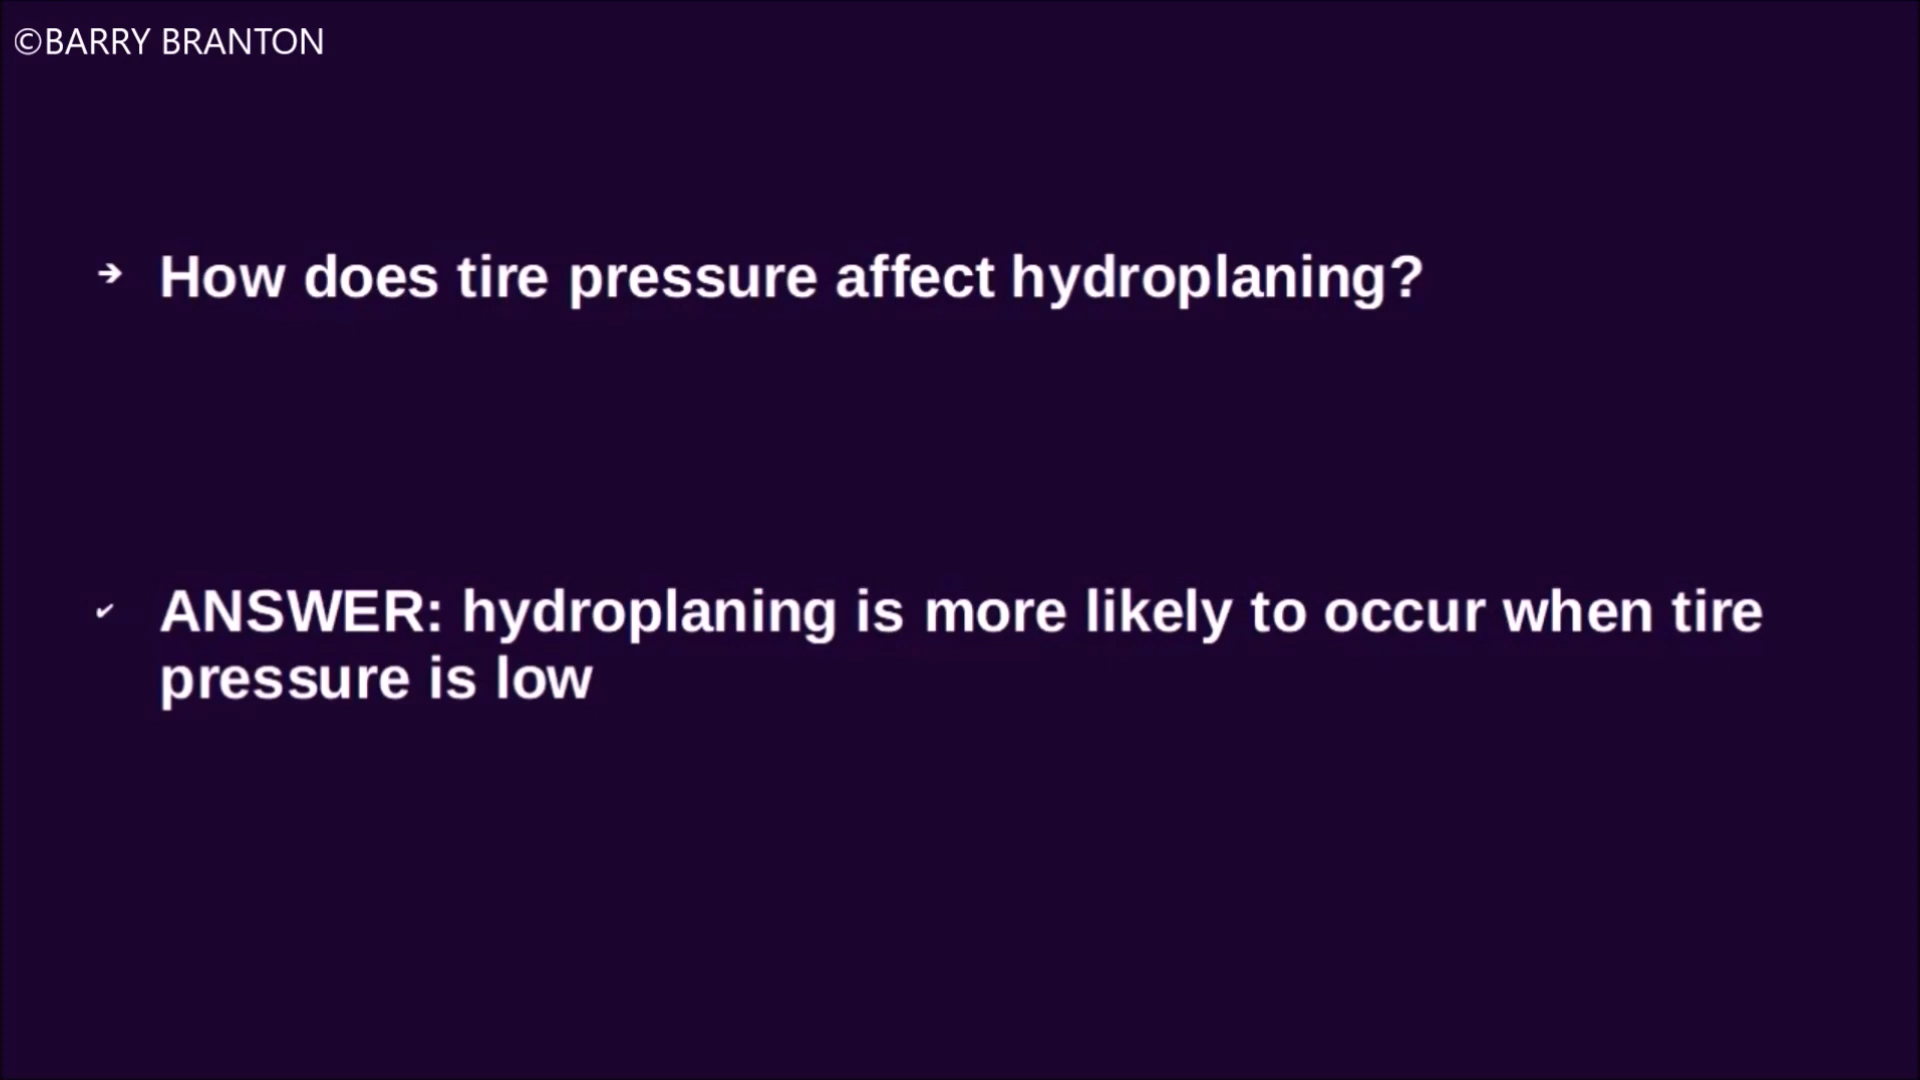 ©BARRY BRANTON
➔ How does tire pressure affect hydroplaning?
✔ ANSWER: hydroplaning is more likely to occur when tire
pressure is low